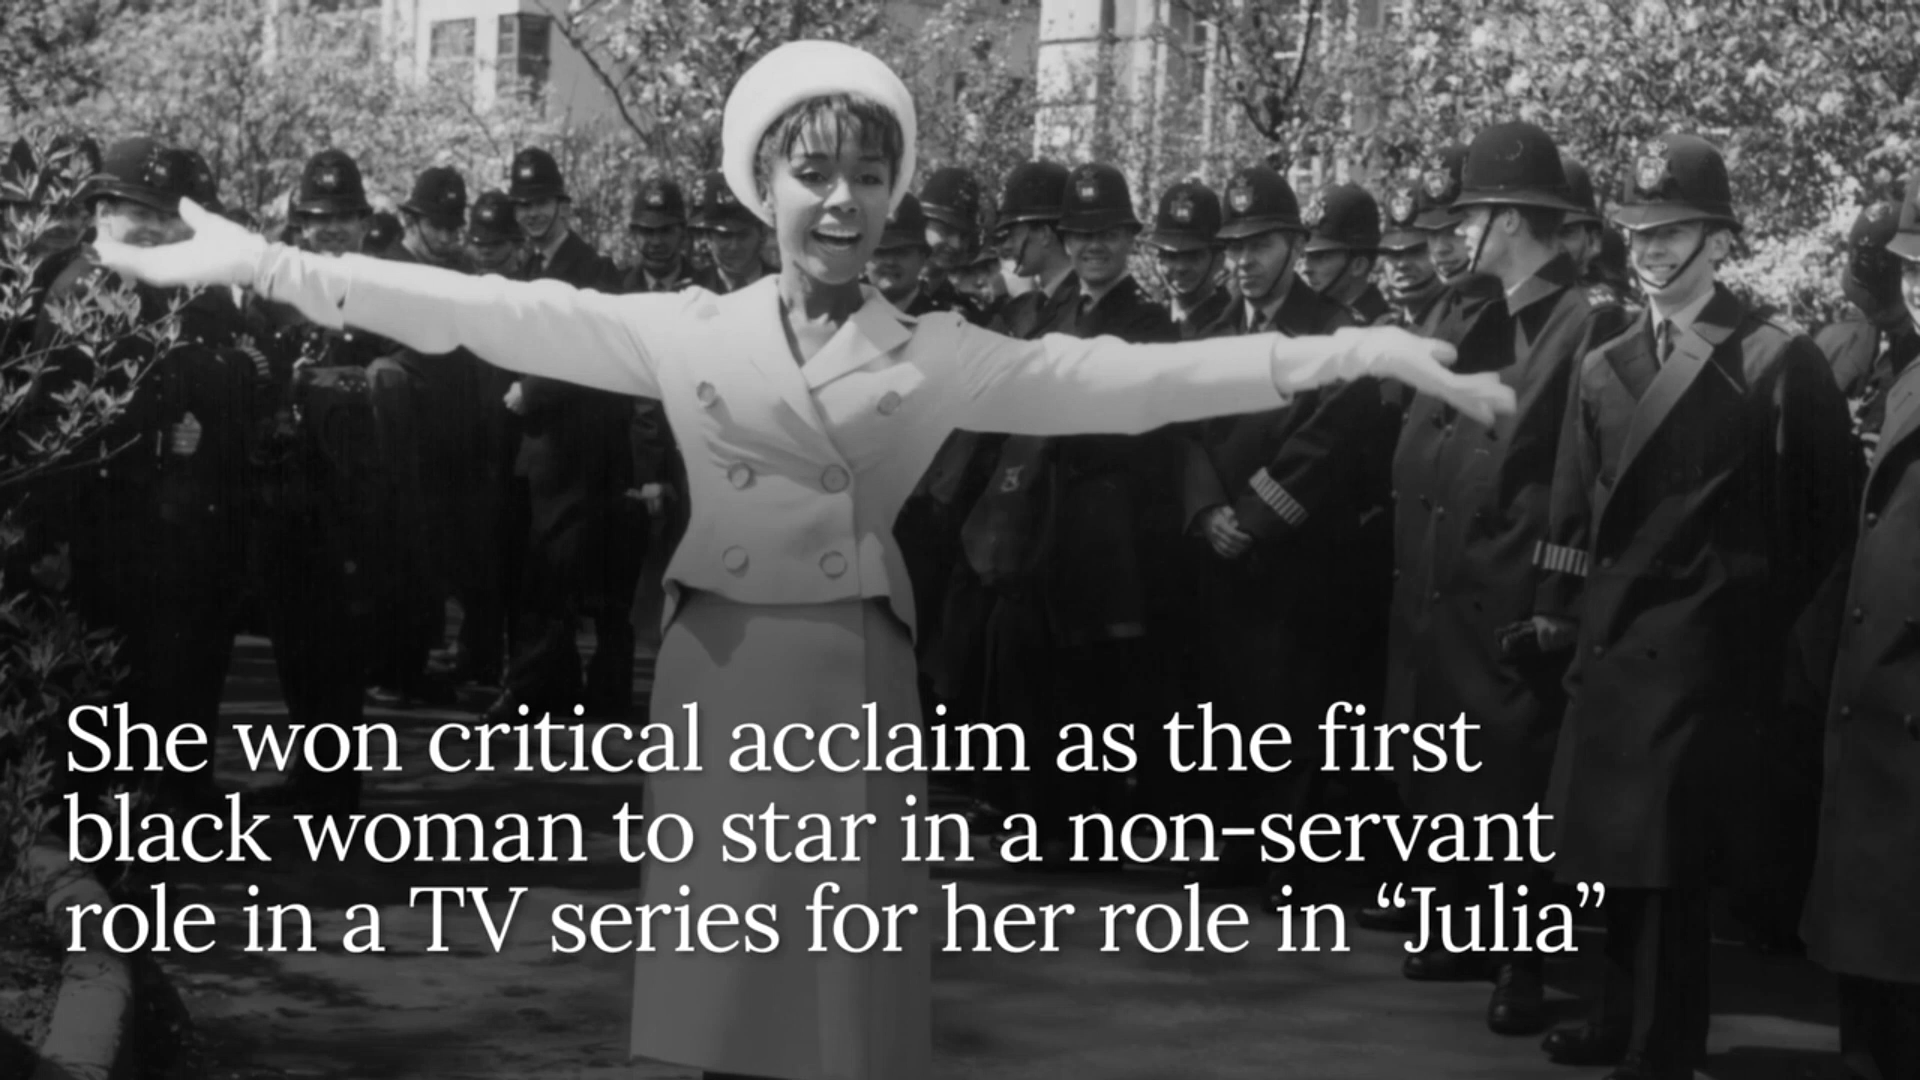 She won critical acclaim as the first
black woman to star in a non-servant
role in a TV series for her role in “Julia”